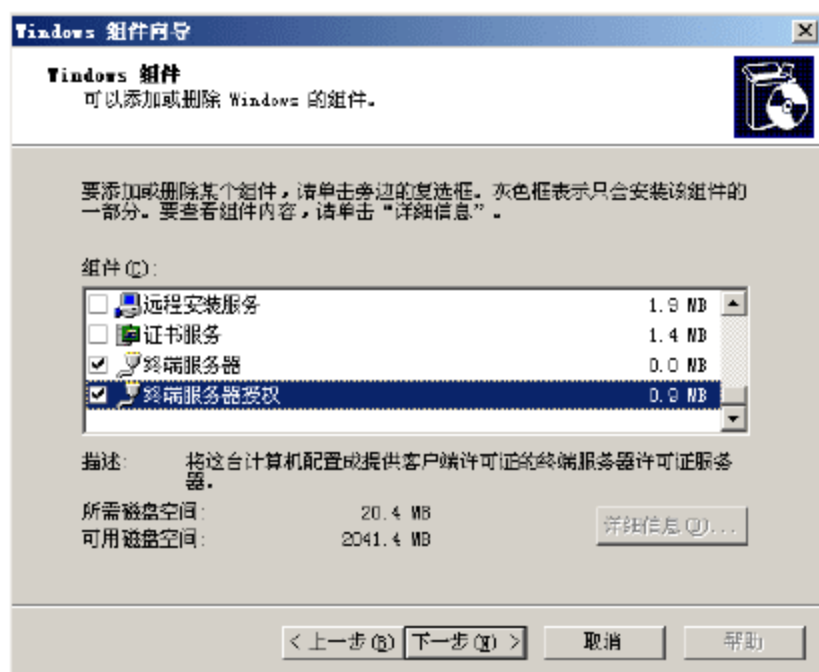 Windows 组件向导
Windows 组件
可以添加或删除 Windows 的组件。
要添加或删除某个组件，请单击旁边的复选框。灰色框表示只会安装该组件的
一部分。要查看组件内容，请单击“详细信息”。
组件(C):
远程安装服务 1.9 MB
证书服务 1.4 MB
终端服务器 0.0 MB
终端服务器授权 0.9 MB
描述: 将这台计算机配置成提供客户端许可证的终端服务器许可证服务
器。
所需磁盘空间: 20.4 MB
可用磁盘空间: 2041.4 MB
详细信息(D)...
< 上一步(B) 下一步(N) > 取消 帮助